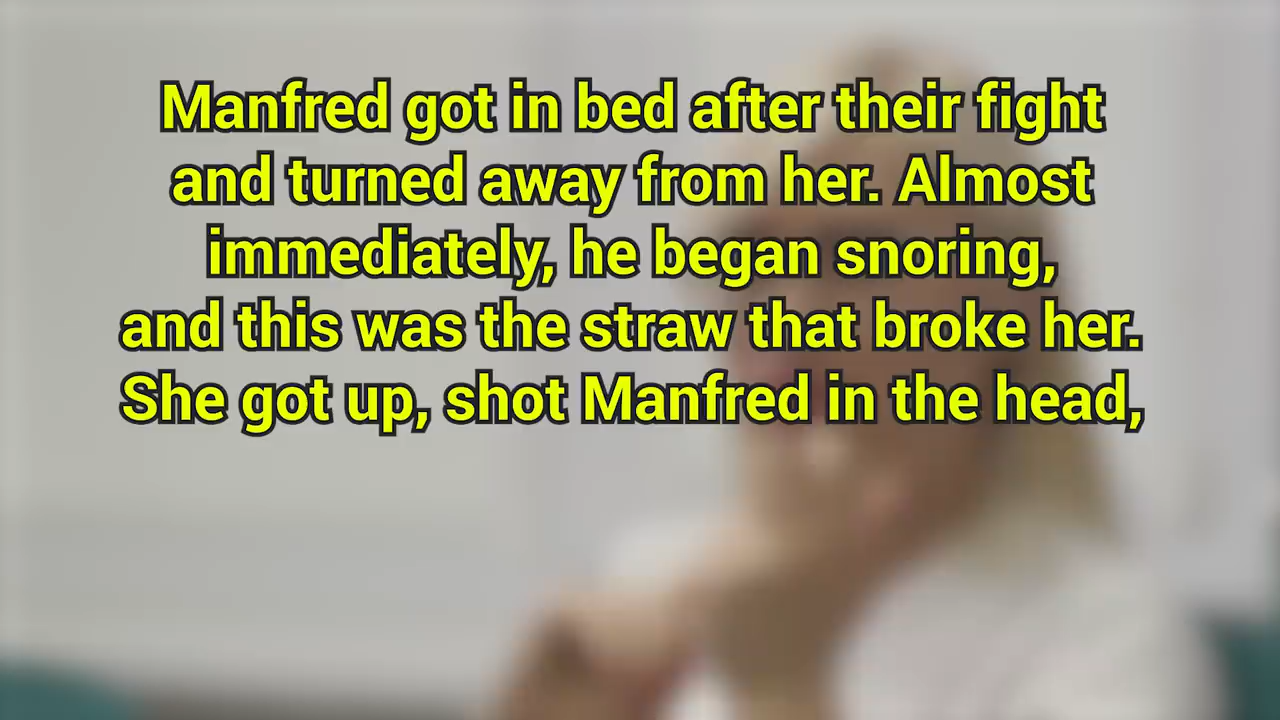 Manfred got in bed after their fight
and turned away from her. Almost
immediately, he began snoring,
and this was the straw that broke her.
She got up, shot Manfred in the head,